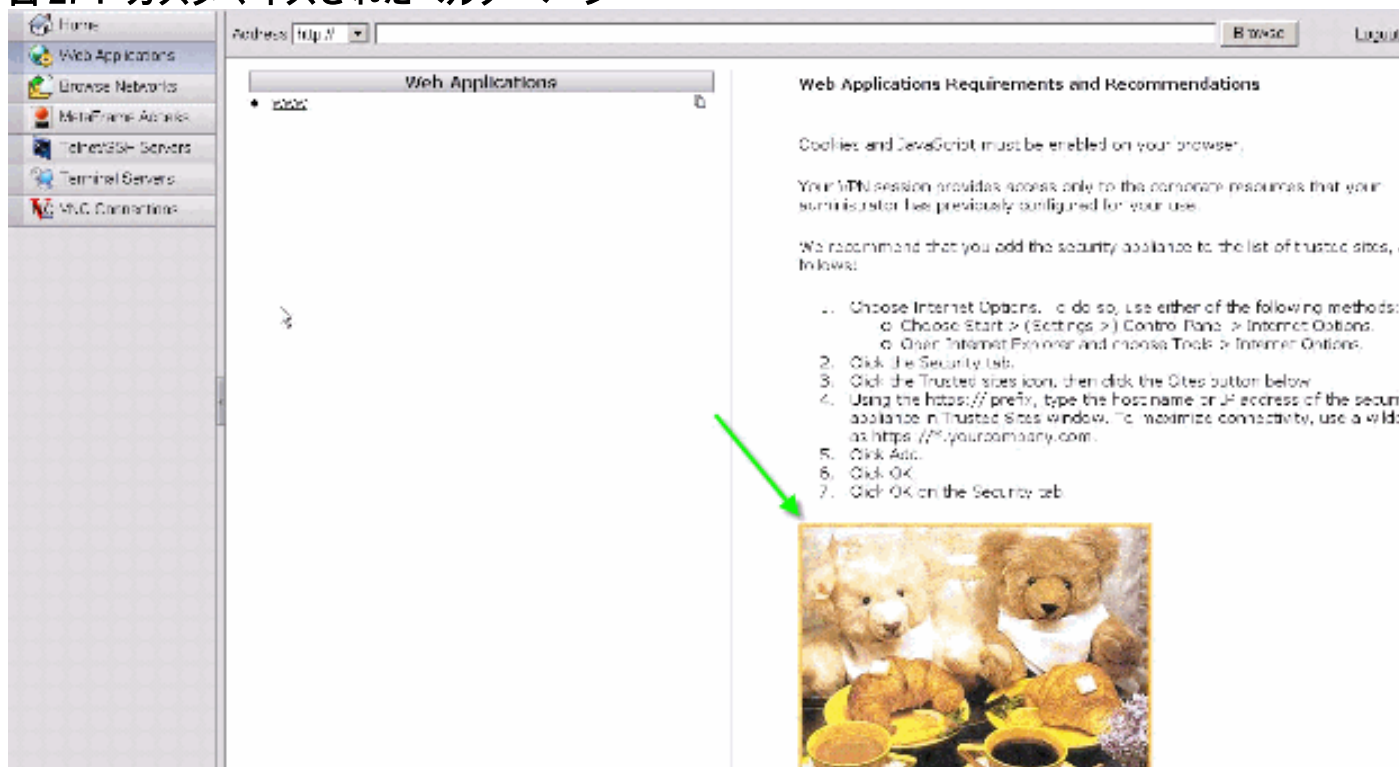 Home
Web Applications
Browse Networks
MetaFrame Access
Telnet/SSH Servers
Terminal Servers
VNC Connections
Address http://
Browse
Logout
Web Applications
Web Applications Requirements and Recommendations
Cookies and JavaScript must be enabled on your browser.
Your VPN session provides access only to the corporate resources that your
administrator has previously configured for your use.
We recommend that you add the security appliance to the list of trusted sites,
follows:
1. Choose Internet Options. To do so, use either of the following methods:
o Choose Start > (Settings >) Control Panel > Internet Options.
o Open Internet Explorer and choose Tools > Internet Options.
2. Click the Security tab.
3. Click the Trusted sites icon, then click the Sites button below
4. Using the https:// prefix, type the host name or IP address of the securi
appliance in Trusted Sites window. To maximize connectivity, use a wild
as https://*.yourcompany.com.
5. Click Add.
6. Click OK
7. Click OK on the Security tab